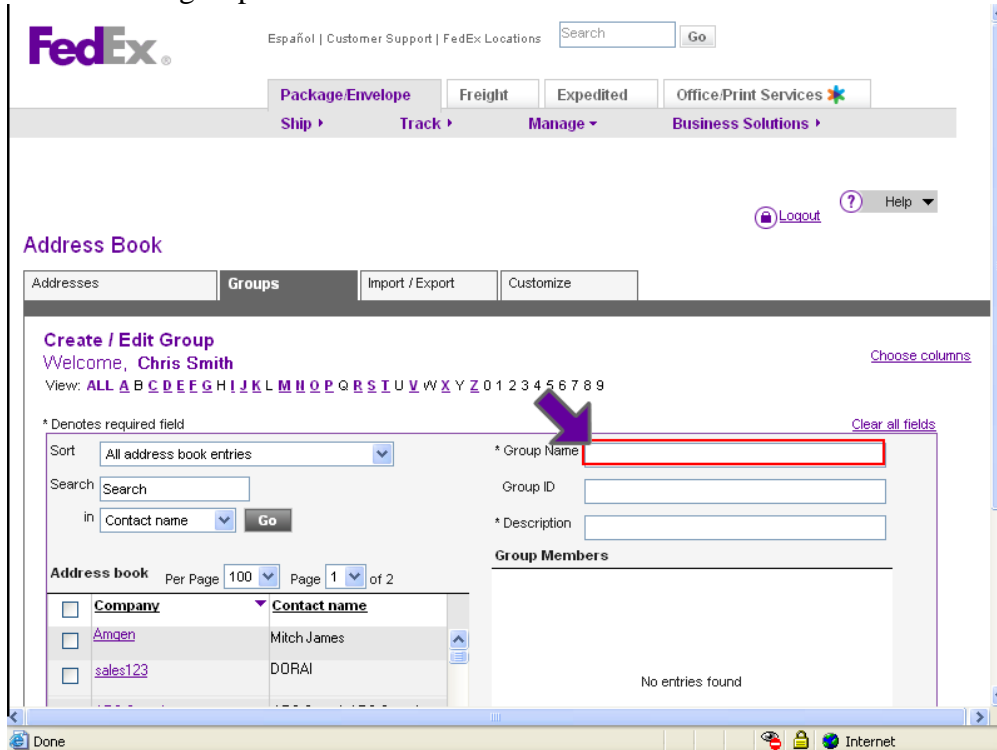 FedEx®
Español | Customer Support | FedEx Locations Search Go
Package/Envelope Freight Expedited Office/Print Services
Ship Track Manage Business Solutions
? Help
Logout
Address Book
Addresses Groups Import / Export Customize
Create / Edit Group
Welcome, Chris Smith
Choose columns
View: ALL A B C D E F G H I J K L M N O P Q R S T U V W X Y Z 0 1 2 3 4 5 6 7 8 9
* Denotes required field Clear all fields
Sort All address book entries
* Group Name
Search Search
Group ID
in Contact name Go
* Description
Group Members
Address book Per Page 100 Page 1 of 2
Company Contact name
Amgen Mitch James
sales123 DORAI
No entries found
Done Internet